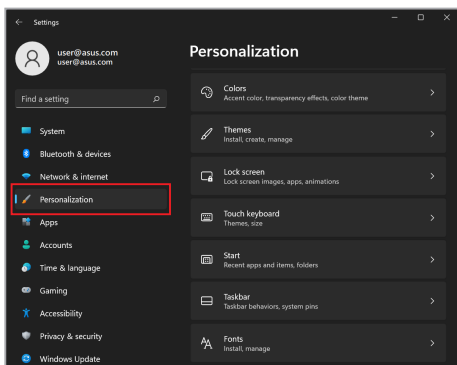 Settings
user@asus.com
user@asus.com
Find a setting
System
Bluetooth & devices
Network & internet
Personalization
Apps
Accounts
Time & language
Gaming
Accessibility
Privacy & security
Windows Update
Personalization
Colors
Accent color, transparency effects, color theme
Themes
Install, create, manage
Lock screen
Lock screen images, apps, animations
Touch keyboard
Themes, size
Start
Recent apps and items, folders
Taskbar
Taskbar behaviors, system pins
Fonts
Install, manage